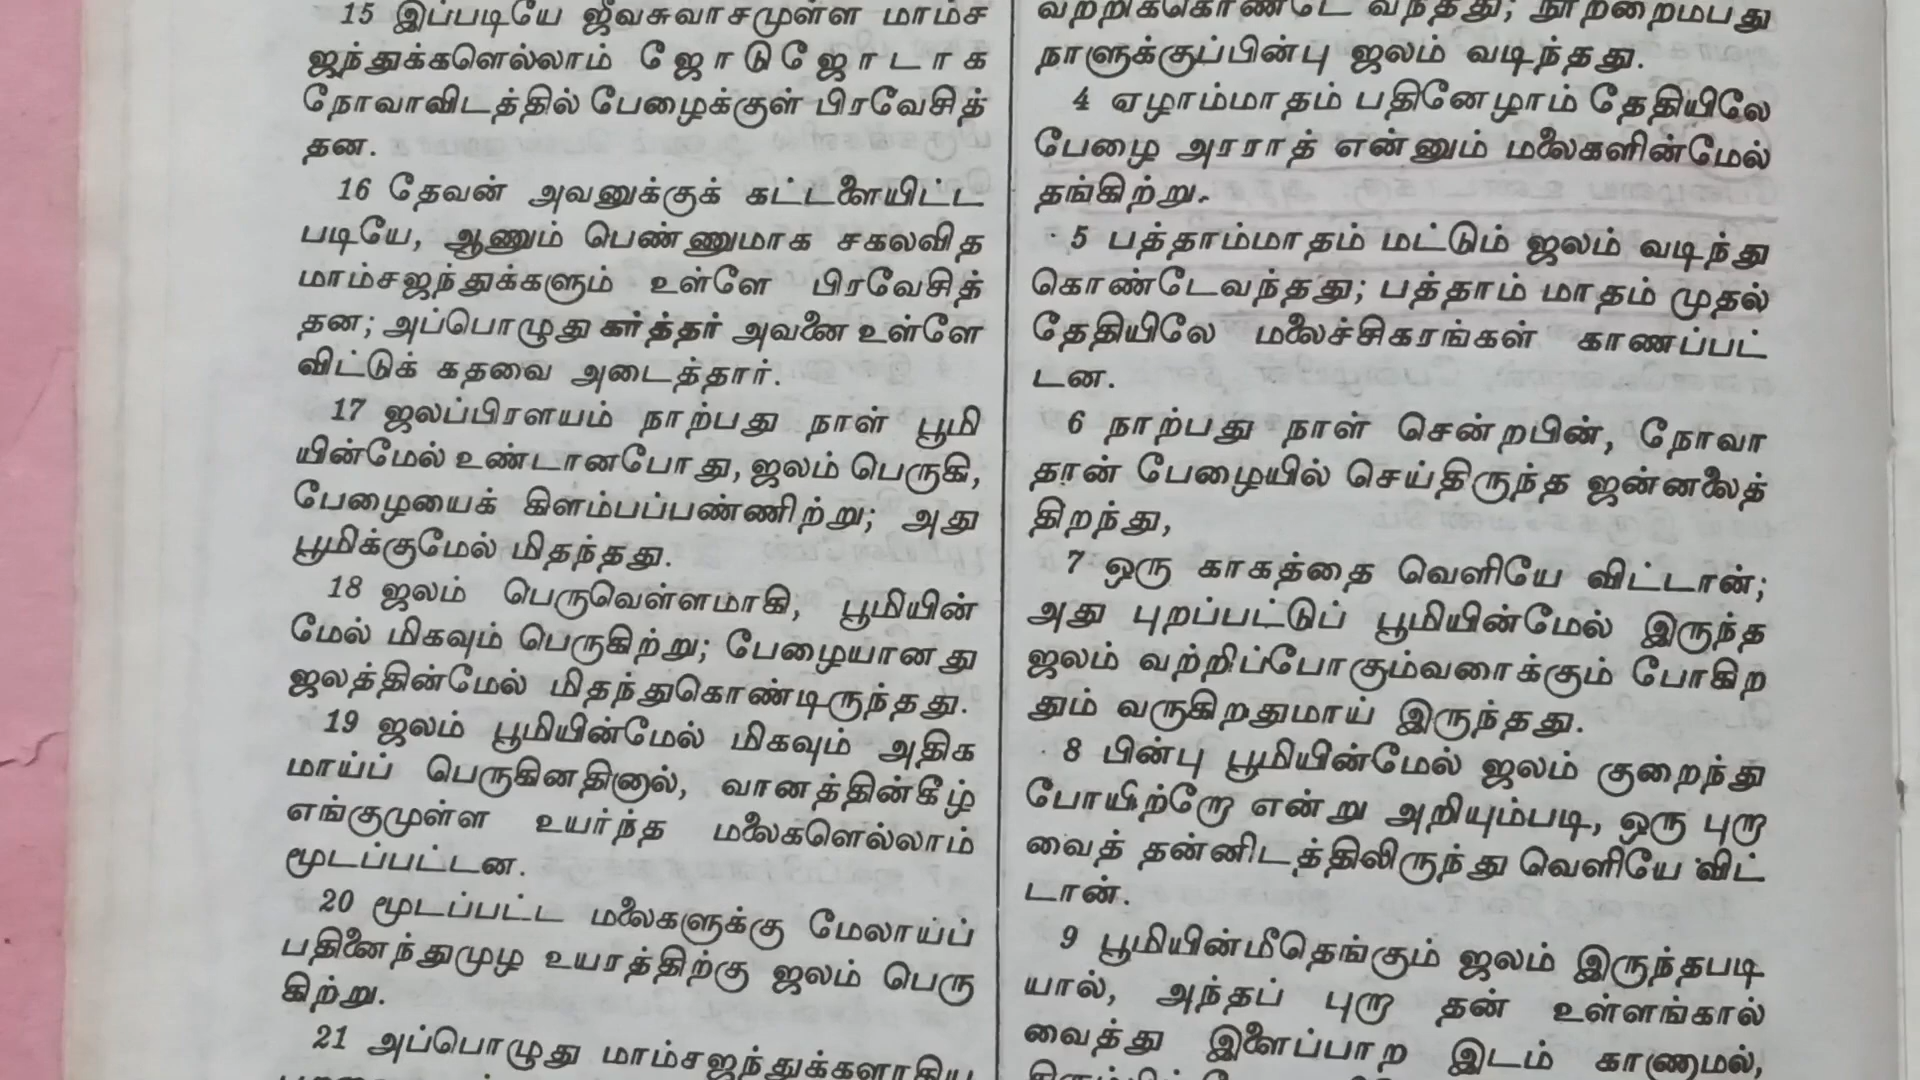 15 இப்படியே ஜீவசுவாசமுள்ள மாம்ச
ஜந்துக்களெல்லாம் ஜோடுஜோடாக
நோவாவிடத்தில் பேழைக்குள் பிரவேசித்
தன.
16 தேவன் அவனுக்குக் கட்டளையிட்ட
படியே, ஆணும் பெண்ணுமாக சகலவித
மாம்சஜந்துக்களும் உள்ளே பிரவேசித்
தன; அப்பொழுது கர்த்தர் அவனை உள்ளே
விட்டுக் கதவை அடைத்தார்.
17 ஜலப்பிரளயம் நாற்பது நாள் பூமி
யின்மேல் உண்டானபோது, ஜலம் பெருகி,
பேழையைக் கிளம்பப்பண்ணிற்று; அது
பூமிக்குமேல் மிதந்தது.
18 ஜலம் பெருவெள்ளமாகி, பூமியின்
மேல் மிகவும் பெருகிற்று; பேழையானது
ஜலத்தின்மேல் மிதந்துகொண்டிருந்தது.
19 ஜலம் பூமியின்மேல் மிகவும் அதிக
மாய்ப் பெருகினதினால், வானத்தின்கீழ்
எங்குமுள்ள உயர்ந்த மலைகளெல்லாம்
மூடப்பட்டன.
20 மூடப்பட்ட மலைகளுக்கு மேலாய்ப்
பதினைந்துமுழ உயரத்திற்கு ஜலம் பெரு
கிற்று.
21 அப்பொழுது மாம்சஜந்துக்களாகிய
வற்றிக்கொண்டே வந்தது; நூற்றைம்பது
நாளுக்குப்பின்பு ஜலம் வடிந்தது.
4 ஏழாம்மாதம் பதினேழாம் தேதியிலே
பேழை அரராத் என்னும் மலைகளின்மேல்
தங்கிற்று.
5 பத்தாம்மாதம் மட்டும் ஜலம் வடிந்து
கொண்டேவந்தது; பத்தாம் மாதம் முதல்
தேதியிலே மலைச்சிகரங்கள் காணப்பட்
டன.
6 நாற்பது நாள் சென்றபின், நோவா
தான் பேழையில் செய்திருந்த ஜன்னலைத்
திறந்து,
7 ஒரு காகத்தை வெளியே விட்டான்;
அது புறப்பட்டுப் பூமியின்மேல் இருந்த
ஜலம் வற்றிப்போகும்வரைக்கும் போகிற
தும் வருகிறதுமாய் இருந்தது.
8 பின்பு பூமியின்மேல் ஜலம் குறைந்து
போயிற்றோ என்று அறியும்படி, ஒரு புறா
வைத் தன்னிடத்திலிருந்து வெளியே விட்
டான்.
9 பூமியின்மீதெங்கும் ஜலம் இருந்தபடி
யால், அந்தப் புறா தன் உள்ளங்கால்
வைத்து இளைப்பாற இடம் காணாமல்,